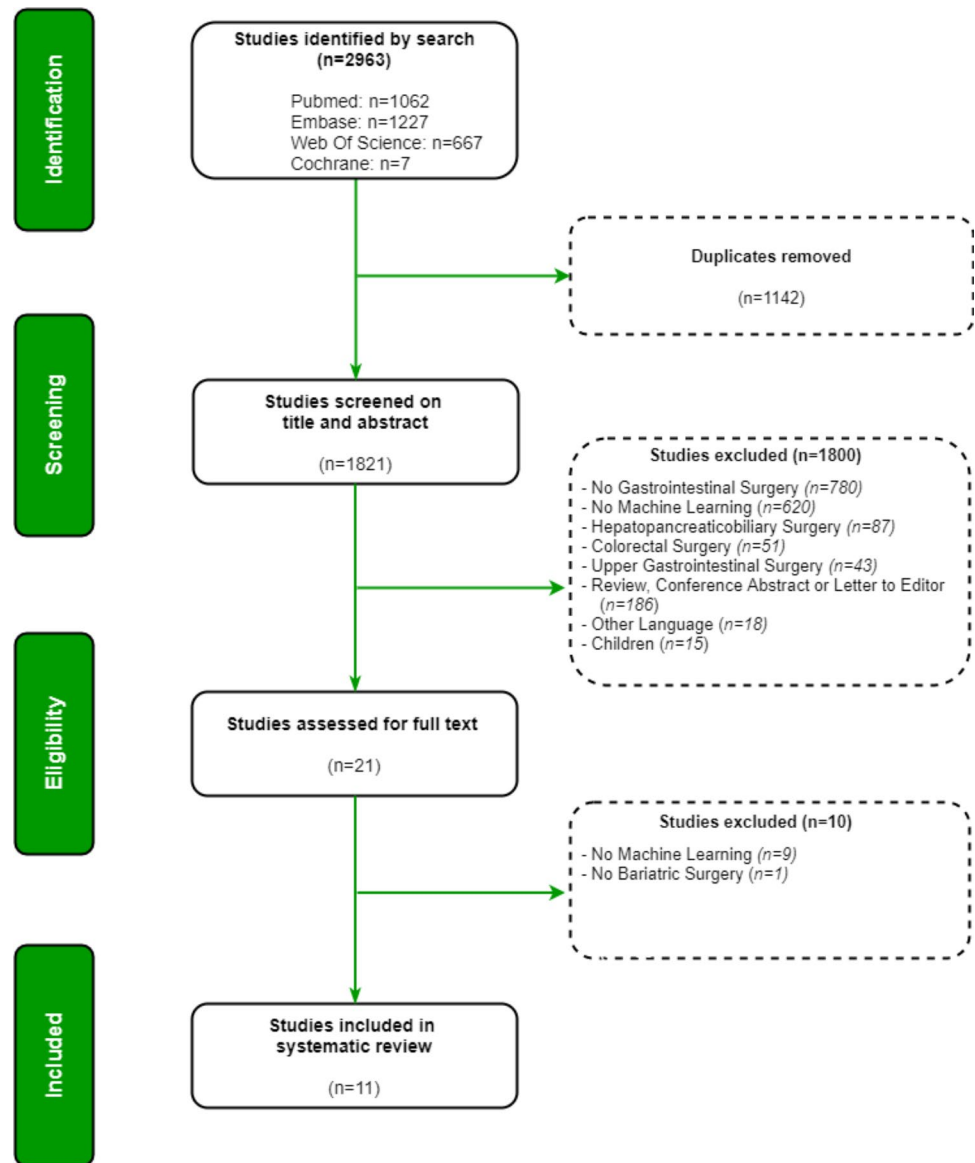 Identification
Studies identified by search
(n=2963)
Pubmed: n=1062
Embase: n=1227
Web Of Science: n=667
Cochrane: n=7
Duplicates removed
(n=1142)
Screening
Studies screened on
title and abstract
(n=1821)
Studies excluded (n=1800)
- No Gastrointestinal Surgery (n=780)
- No Machine Learning (n=620)
- Hepatopancreaticobiliary Surgery (n=87)
- Colorectal Surgery (n=51)
- Upper Gastrointestinal Surgery (n=43)
- Review, Conference Abstract or Letter to Editor
(n=186)
- Other Language (n=18)
- Children (n=15)
Eligibility
Studies assessed for full text
(n=21)
Studies excluded (n=10)
- No Machine Learning (n=9)
- No Bariatric Surgery (n=1)
Included
Studies included in
systematic review
(n=11)